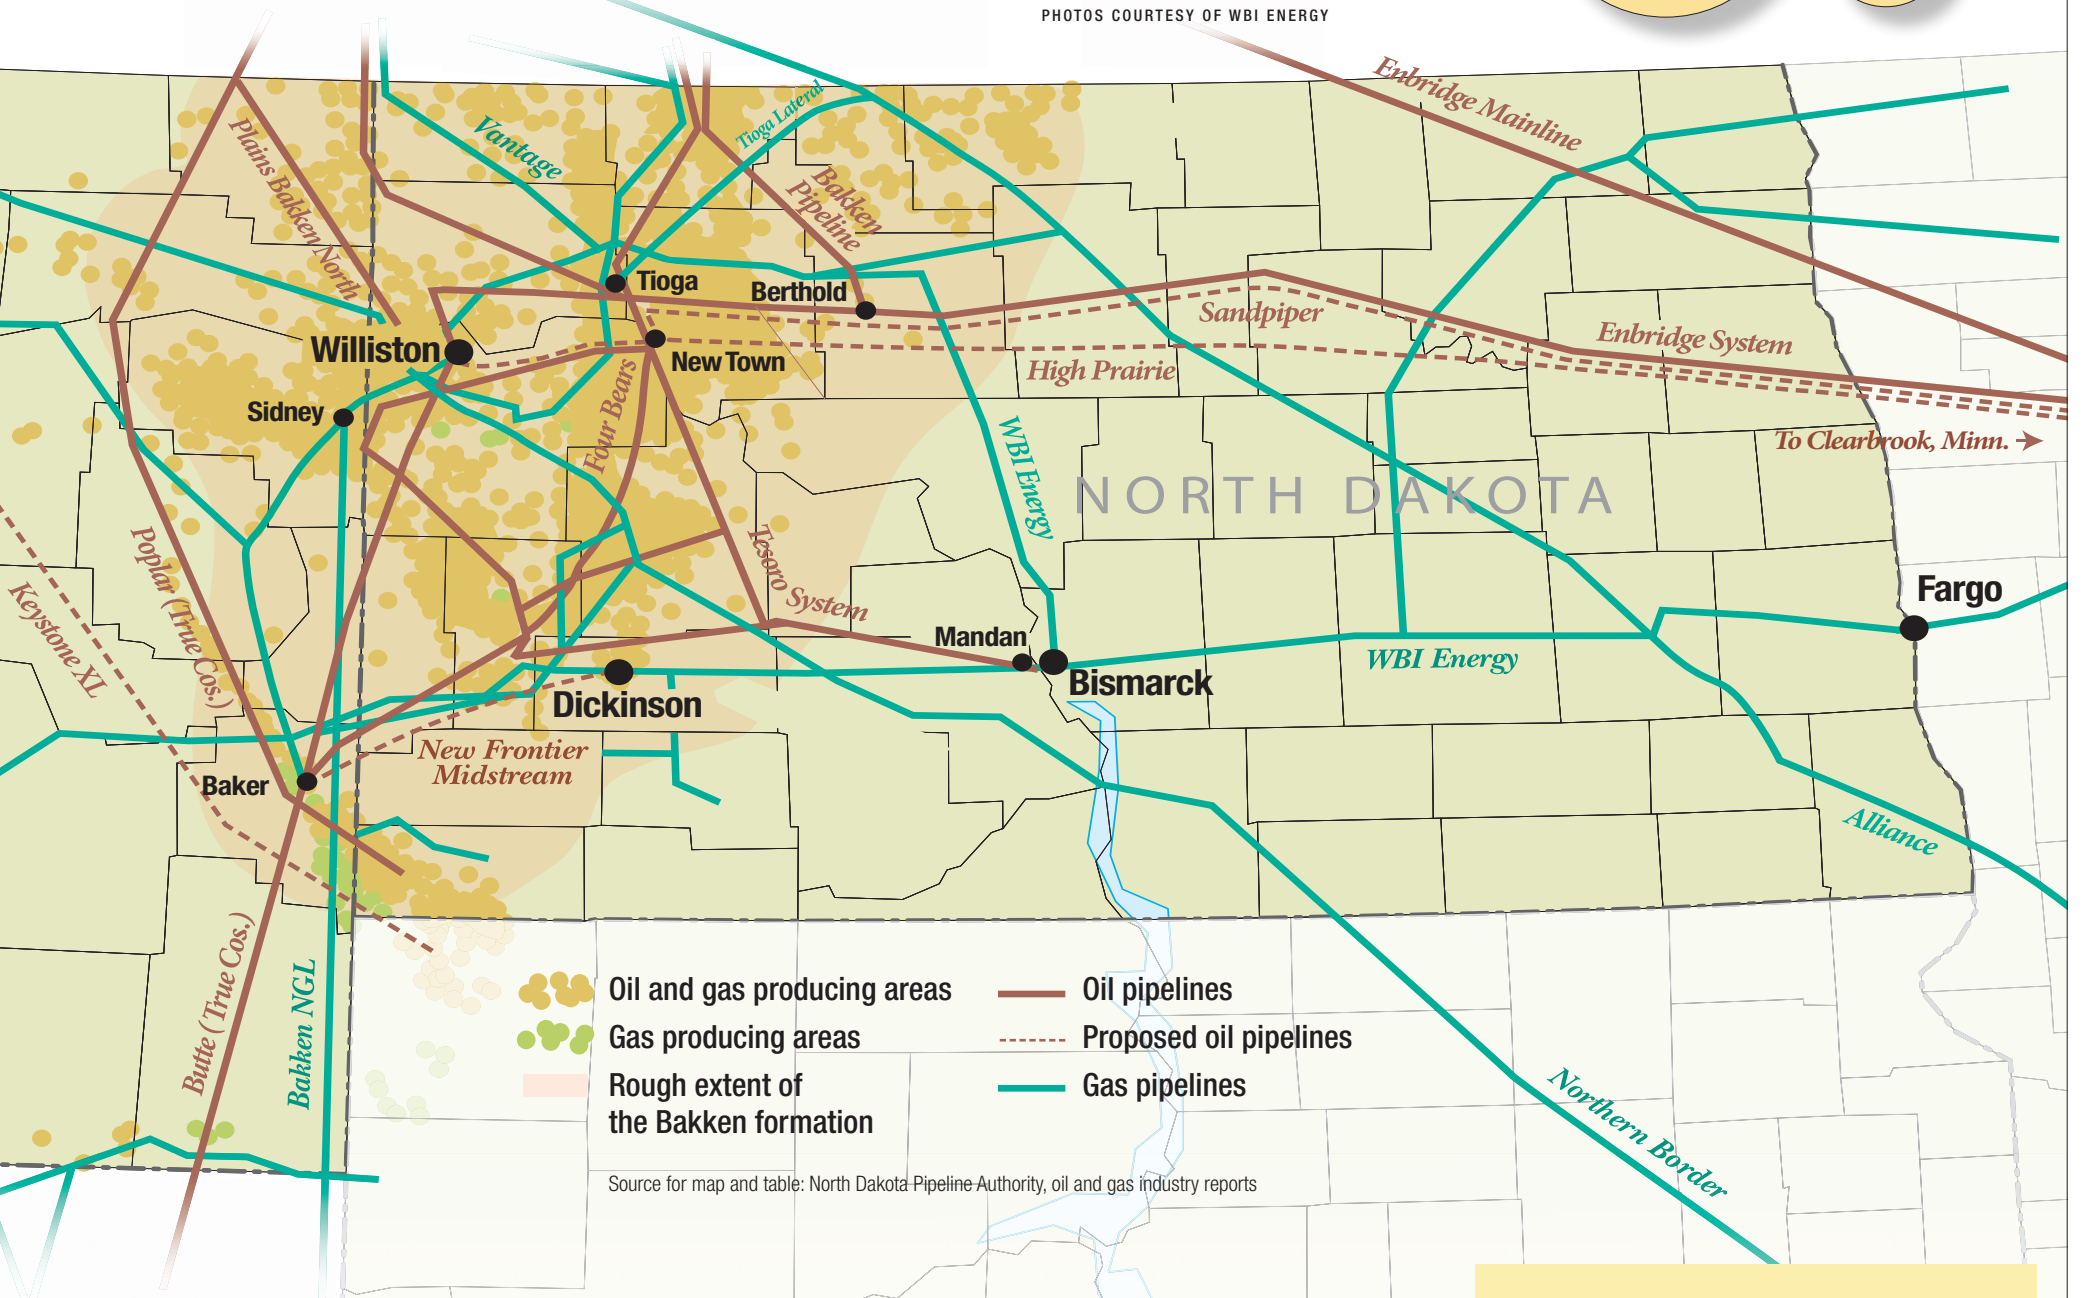 PHOTOS COURTESY OF WBI ENERGY
Enbridge Mainline
Tioga Lateral
Vantage
Plains Bakken North
Bakken
Pipeline
Tioga
Berthold
Sandpiper
Enbridge System
Williston
New Town
High Prairie
Sidney
Four Bears
WBI Energy
To Clearbrook, Minn.
NORTH DAKOTA
Poplar (True Cos.)
Tesoro System
Keystone XL
Fargo
Mandan
WBI Energy
Bismarck
Dickinson
New Frontier
Midstream
Baker
Alliance
Butte (True Cos.)
Bakken NGL
Oil and gas producing areas
Gas producing areas
Rough extent of
the Bakken formation
Oil pipelines
Proposed oil pipelines
Gas pipelines
Northern Border
Source for map and table: North Dakota Pipeline Authority, oil and gas industry reports